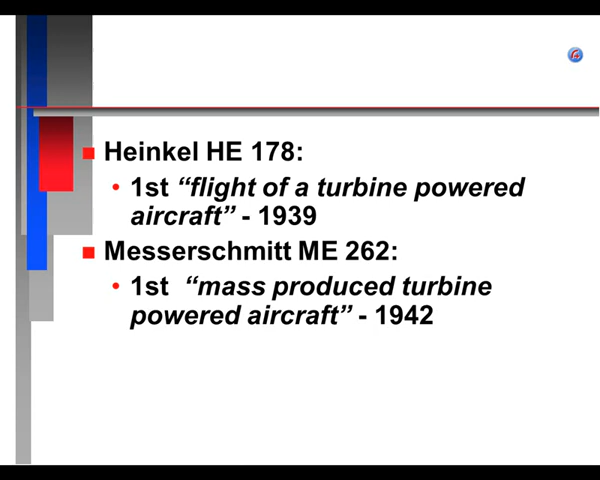 Heinkel HE 178:
1st “flight of a turbine powered
aircraft” - 1939
Messerschmitt ME 262:
1st “mass produced turbine
powered aircraft” - 1942